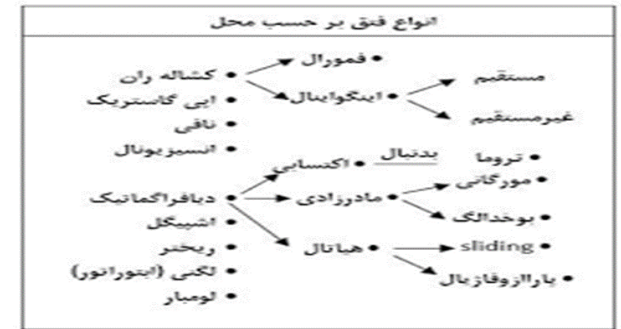 انواع فتق بر حسب محل
فمورال
کشاله ران
مستقیم
اینگواینال
اپی گاستریک
غیرمستقیم
نافی
انسیزیونال
تروما
بدنبال
اکتسابی
مورگانی
مادرزادی
دیافراگماتیک
بوخدالگ
اشپیگل
sliding
هیاتال
ریختر
پاراازوفاژیال
لگنی (ابتوراتور)
لومبار